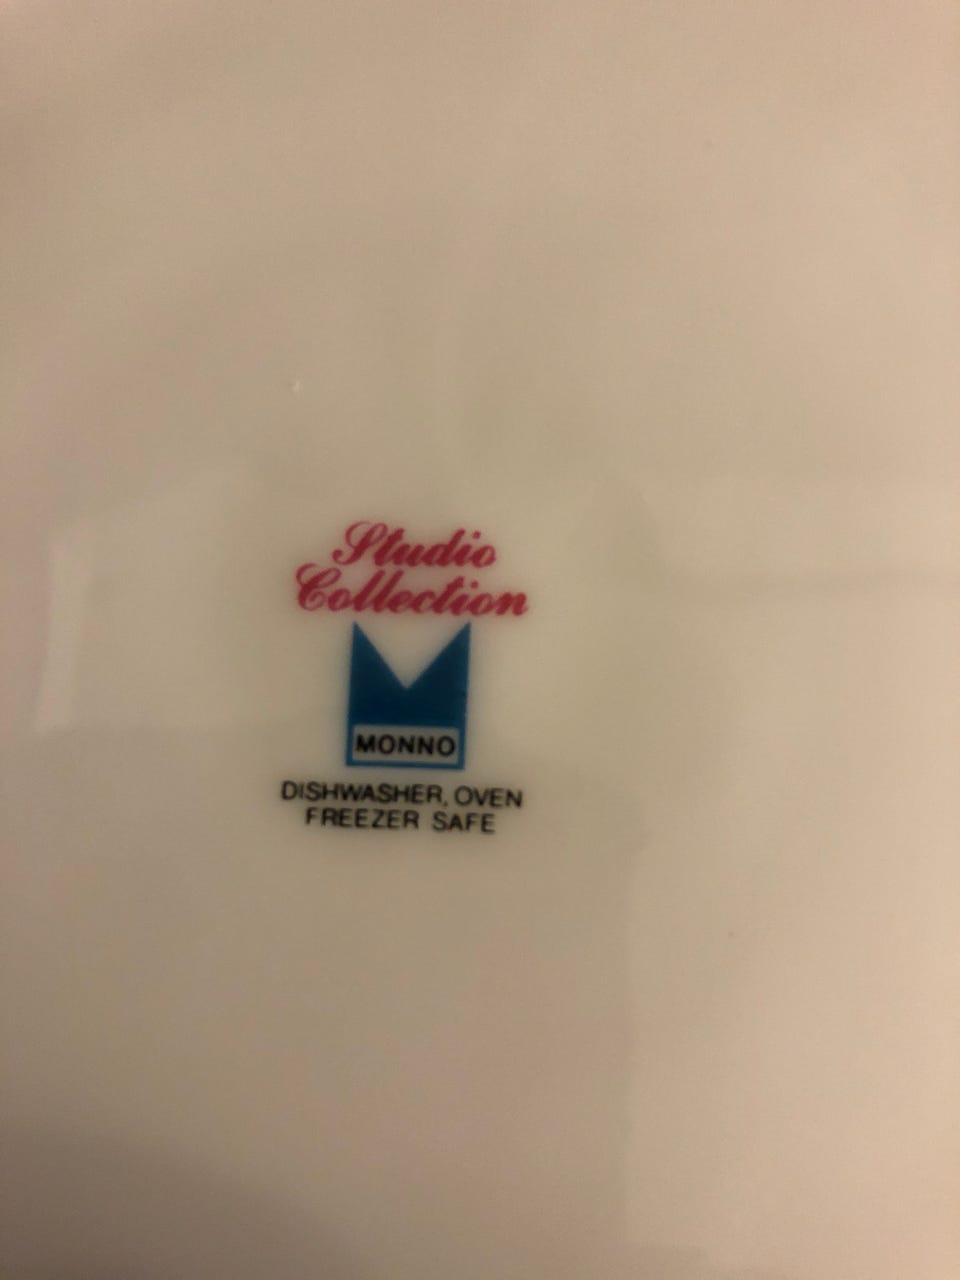 Studio
Collection
MONNO
DISHWASHER, OVEN
FREEZER SAFE